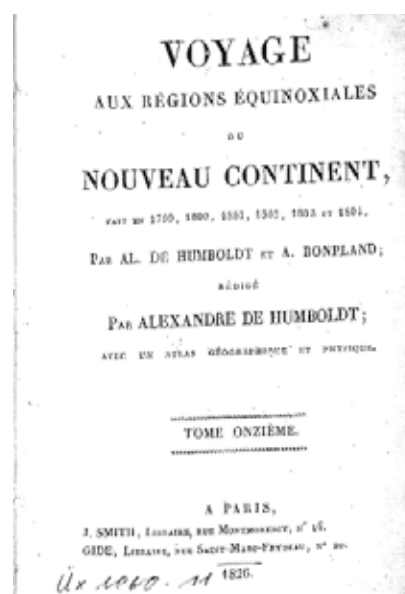 VOYAGE
AUX RÉGIONS ÉQUINOXIALES
DU
NOUVEAU CONTINENT,
FAIT EN 1799, 1800, 1801, 1802, 1803 ET 1804,
PAR AL. DE HUMBOLDT ET A. BONPLAND;
RÉDIGÉ
PAR ALEXANDRE DE HUMBOLDT;
AVEC UN ATLAS GÉOGRAPHIQUE ET PHYSIQUE.
TOME ONZIÈME.
A PARIS,
J. SMITH, LIBRAIRE, RUE MONTMORENCY, N°
GIDE, LIBRAIRE, RUE SAINT-MARC-FEYDEAU, N° 20.
1826.